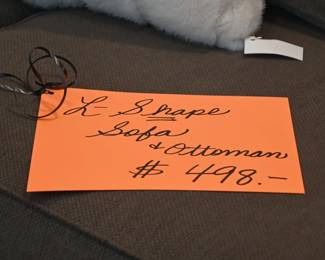 L- Shape
Sofa
& Ottoman
$ 498.-